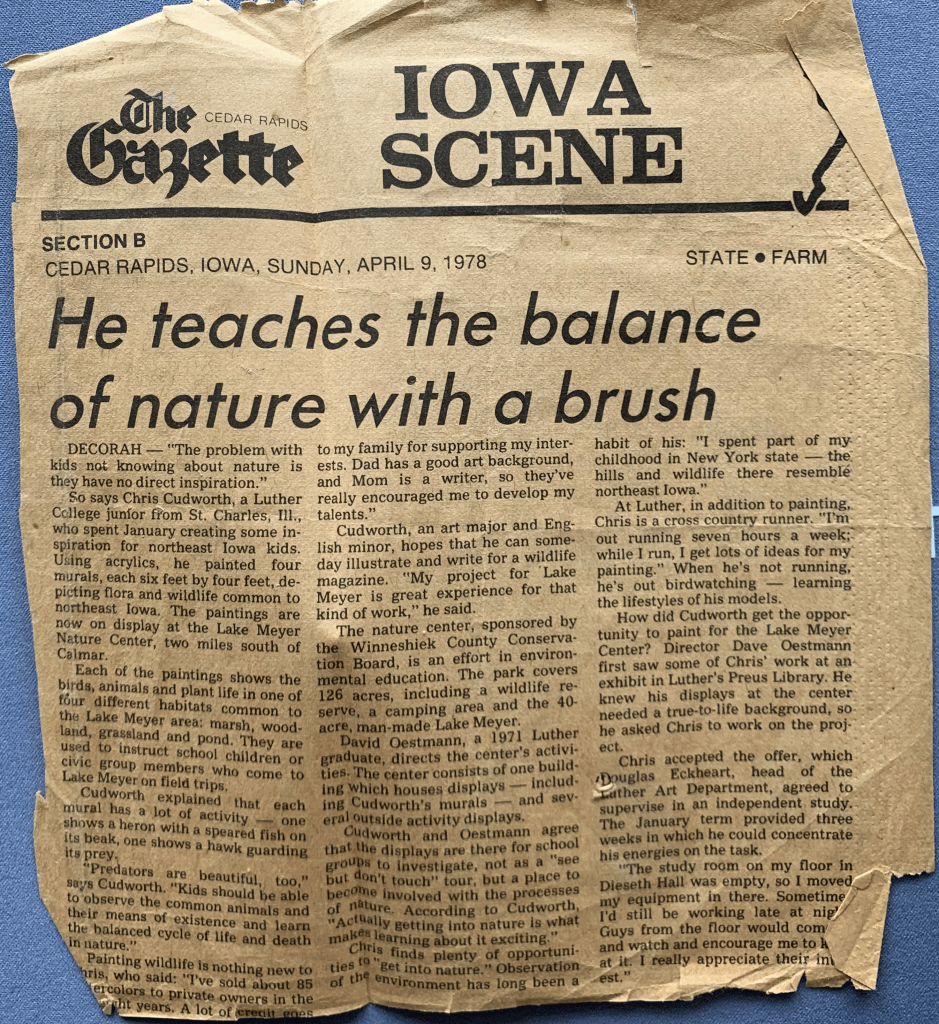 The
CEDAR RAPIDS
Gazette
IOWA
SCENE
SECTION B
CEDAR RAPIDS, IOWA, SUNDAY, APRIL 9, 1978
STATE • FARM
He teaches the balance
of nature with a brush
DECORAH — "The problem with
kids not knowing about nature is
they have no direct inspiration."
So says Chris Cudworth, a Luther
College junior from St. Charles, Ill.,
who spent January creating some in-
spiration for northeast Iowa kids.
Using acrylics, he painted four
murals, each six feet by four feet, de-
picting flora and wildlife common to
northeast Iowa. The paintings are
now on display at the Lake Meyer
Nature Center, two miles south of
Calmar.
Each of the paintings shows the
birds, animals and plant life in one of
four different habitats common to
the Lake Meyer area: marsh, wood-
land, grassland and pond. They are
used to instruct school children or
civic group members who come to
Lake Meyer on field trips.
Cudworth explained that each
mural has a lot of activity — one
shows a heron with a speared fish on
its beak, one shows a hawk guarding
its prey.
"Predators are beautiful, too,"
says Cudworth. "Kids should be able
to observe the common animals and
their means of existence and learn
the balanced cycle of life and death
in nature."
Painting wildlife is nothing new to
hris, who said: "I've sold about 85
ercolors to private owners in the
ght years. A lot of credit goes
to my family for supporting my inter-
ests. Dad has a good art background,
and Mom is a writer, so they've
really encouraged me to develop my
talents."
Cudworth, an art major and Eng-
lish minor, hopes that he can some-
day illustrate and write for a wildlife
magazine. "My project for Lake
Meyer is great experience for that
kind of work," he said.
The nature center, sponsored by
the Winneshiek County Conserva-
tion Board, is an effort in environ-
mental education. The park covers
126 acres, including a wildlife re-
serve, a camping area and the 40-
acre, man-made Lake Meyer.
David Oestmann, a 1971 Luther
graduate, directs the center's activi-
ties. The center consists of one build-
ing which houses displays — includ-
ing Cudworth's murals — and sev-
eral outside activity displays.
Cudworth and Oestmann agree
that the displays are there for school
groups to investigate, not as a "see
but don't touch" tour, but a place to
become involved with the processes
of nature. According to Cudworth,
"Actually getting into nature is what
makes learning about it exciting."
Chris finds plenty of opportuni-
ties to "get into nature." Observation
of the environment has long been a
habit of his: "I spent part of my
childhood in New York state — the
hills and wildlife there resemble
northeast Iowa."
At Luther, in addition to painting,
Chris is a cross country runner. "I'm
out running seven hours a week;
while I run, I get lots of ideas for my
painting." When he's not running,
he's out birdwatching — learning
the lifestyles of his models.
How did Cudworth get the oppor-
tunity to paint for the Lake Meyer
Center? Director Dave Oestmann
first saw some of Chris' work at an
exhibit in Luther's Preus Library. He
knew his displays at the center
needed a true-to-life background, so
he asked Chris to work on the proj-
ect.
Chris accepted the offer, which
Douglas Eckheart, head of the
Luther Art Department, agreed to
supervise in an independent study.
The January term provided three
weeks in which he could concentrate
his energies on the task.
"The study room on my floor in
Dieseth Hall was empty, so I moved
my equipment in there. Sometime
I'd still be working late at nig
Guys from the floor would com
and watch and encourage me to k
at it. I really appreciate their in
est."